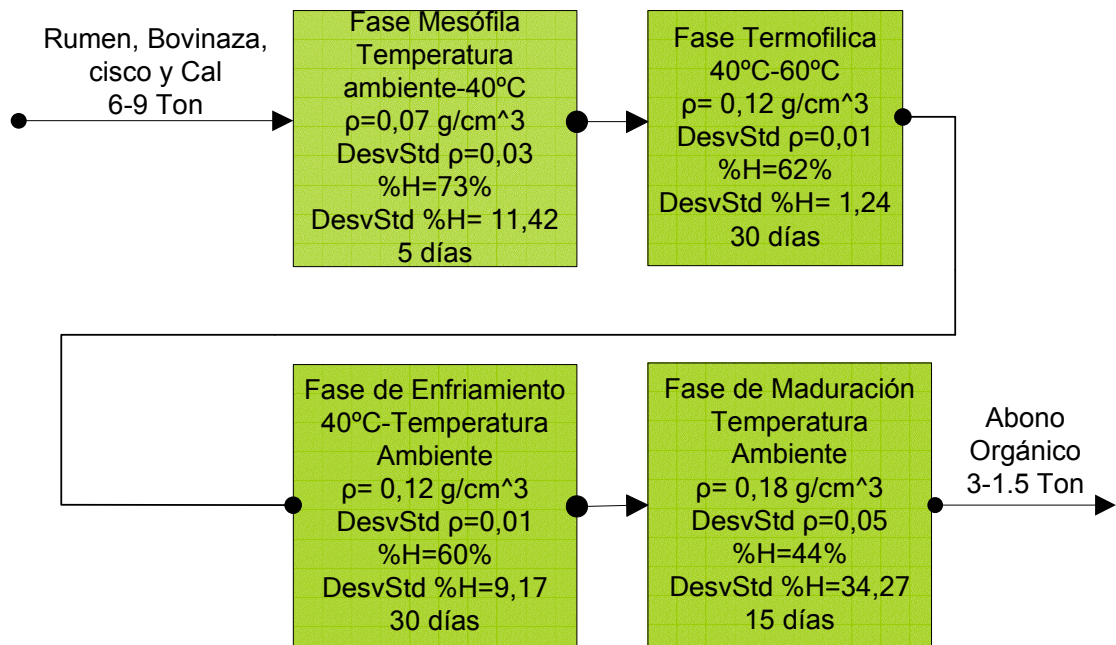 Rumen, Bovinaza,
cisco y Cal
6-9 Ton
Fase Mesófila
Temperatura
ambiente-40ºC
ρ=0,07 g/cm^3
DesvStd ρ=0,03
%H=73%
DesvStd %H= 11,42
5 días
Fase Termofilica
40ºC-60ºC
ρ= 0,12 g/cm^3
DesvStd ρ=0,01
%H=62%
DesvStd %H= 1,24
30 días
Fase de Enfriamiento
40ºC-Temperatura
Ambiente
ρ= 0,12 g/cm^3
DesvStd ρ=0,01
%H=60%
DesvStd %H=9,17
30 días
Fase de Maduración
Temperatura
Ambiente
ρ= 0,18 g/cm^3
DesvStd ρ=0,05
%H=44%
DesvStd %H=34,27
15 días
Abono
Orgánico
3-1.5 Ton